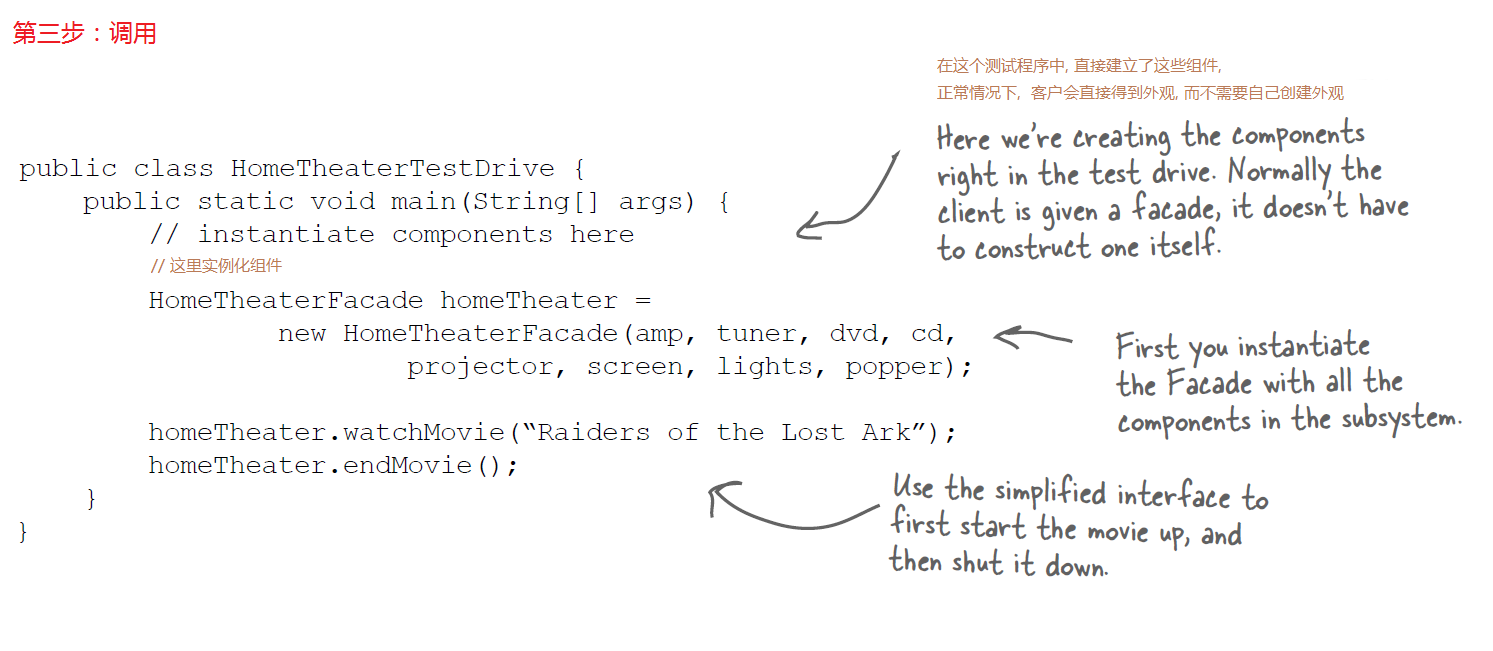 第三步：调用
在这个测试程序中, 直接建立了这些组件,
正常情况下，客户会直接得到外观, 而不需要自己创建外观
Here we're creating the components
right in the test drive. Normally the
client is given a facade, it doesn't have
to construct one itself.
public class HomeTheaterTestDrive {
public static void main(String[] args) {
// instantiate components here
// 这里实例化组件
HomeTheaterFacade homeTheater =
new HomeTheaterFacade(amp, tuner, dvd, cd,
projector, screen, lights, popper);
First you instantiate
the Facade with all the
components in the subsystem.
homeTheater.watchMovie(“Raiders of the Lost Ark”);
homeTheater.endMovie();
}
}
Use the simplified interface to
first start the movie up, and
then shut it down.